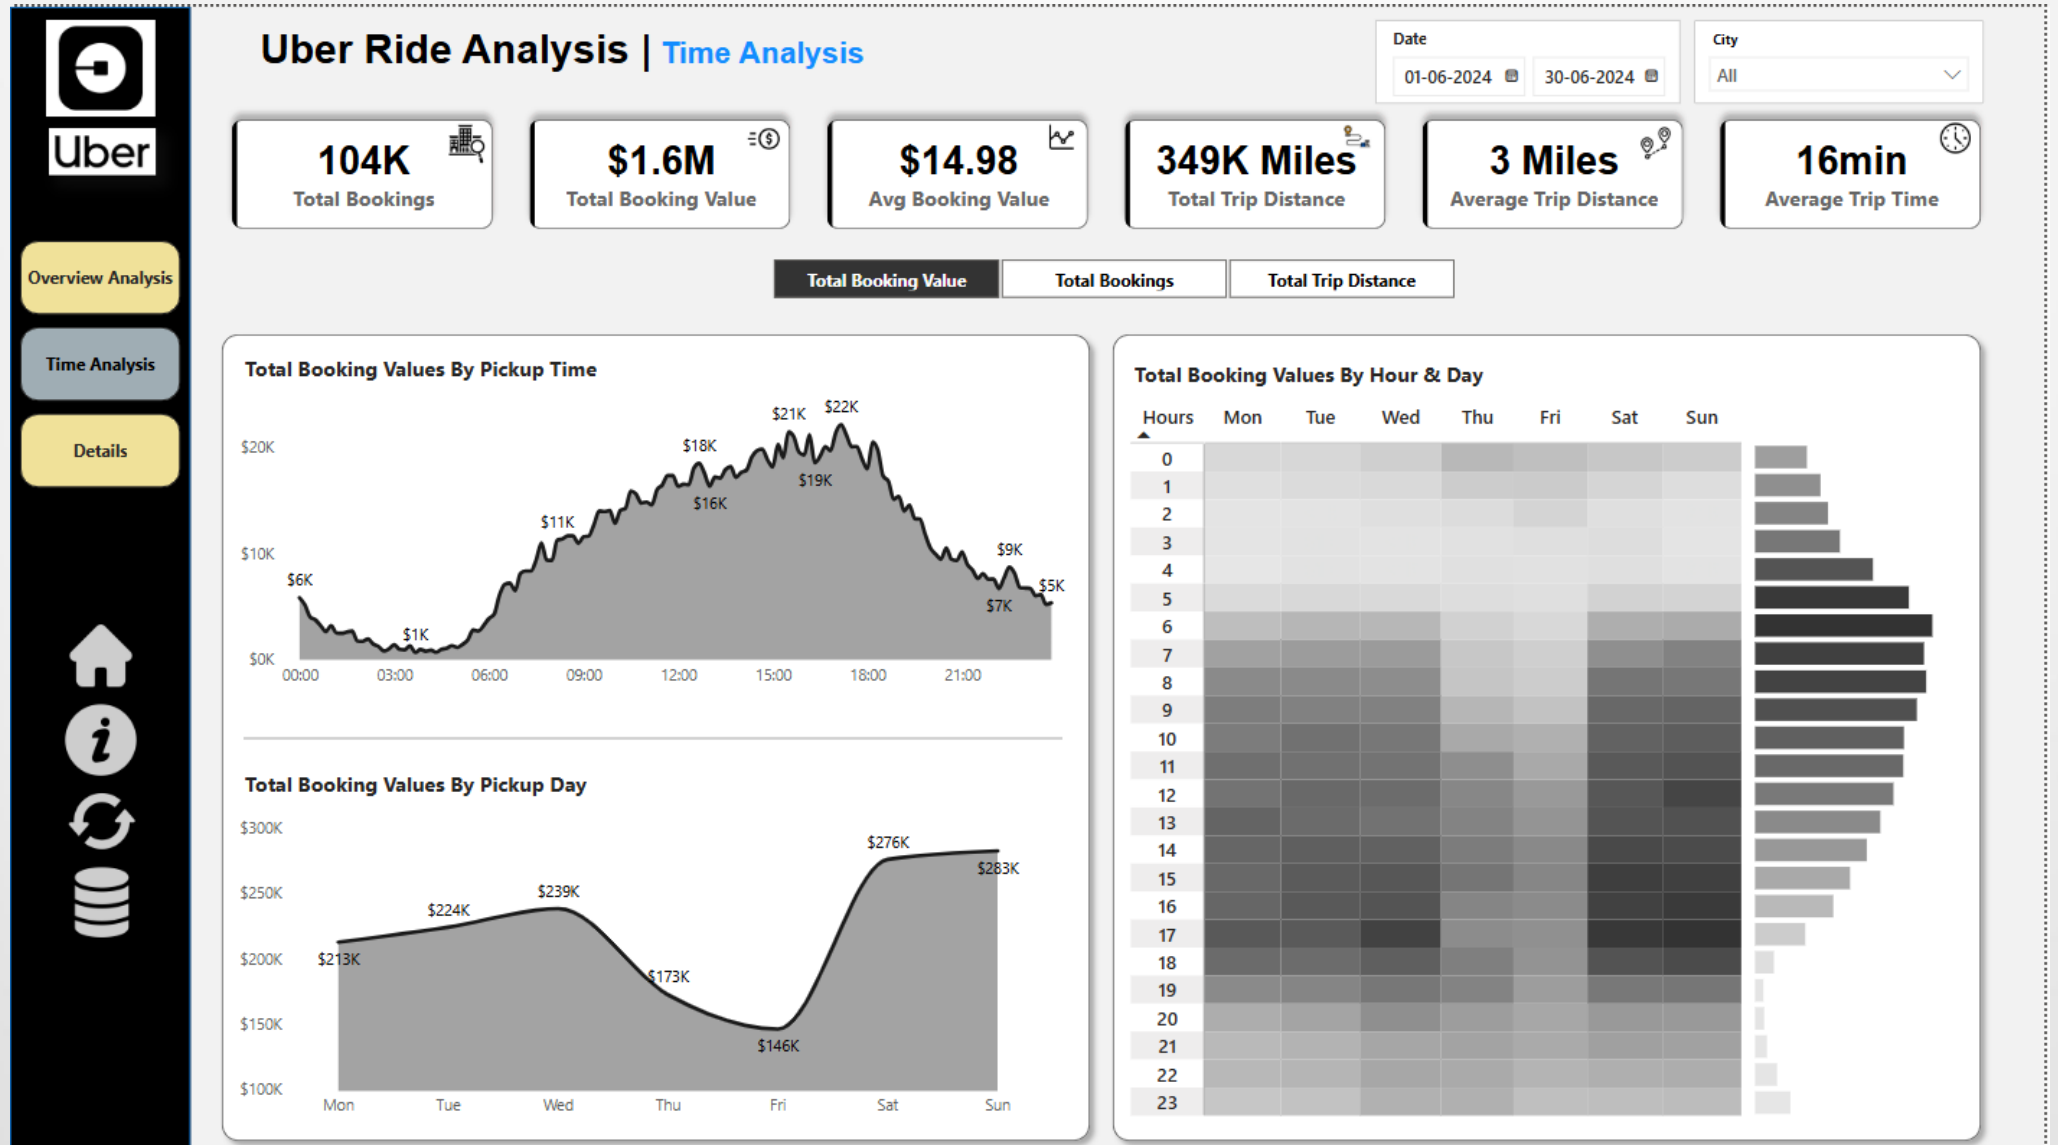 Uber
Overview Analysis
Time Analysis
Details
Uber Ride Analysis | Time Analysis
Date
01-06-2024 30-06-2024
City
All
104K
Total Bookings
$1.6M
Total Booking Value
$14.98
Avg Booking Value
349K Miles
Total Trip Distance
3 Miles
Average Trip Distance
16min
Average Trip Time
Total Booking Value Total Bookings Total Trip Distance
Total Booking Values By Pickup Time
$20K
$10K
$0K
$6K
$1K
$11K
$18K
$16K
$21K
$19K
$22K
$9K
$7K
$5K
00:00 03:00 06:00 09:00 12:00 15:00 18:00 21:00
Total Booking Values By Pickup Day
$300K
$250K
$200K
$150K
$100K
$213K
$224K
$239K
$173K
$146K
$276K
$283K
Mon Tue Wed Thu Fri Sat Sun
Total Booking Values By Hour & Day
Hours Mon Tue Wed Thu Fri Sat Sun
0
1
2
3
4
5
6
7
8
9
10
11
12
13
14
15
16
17
18
19
20
21
22
23